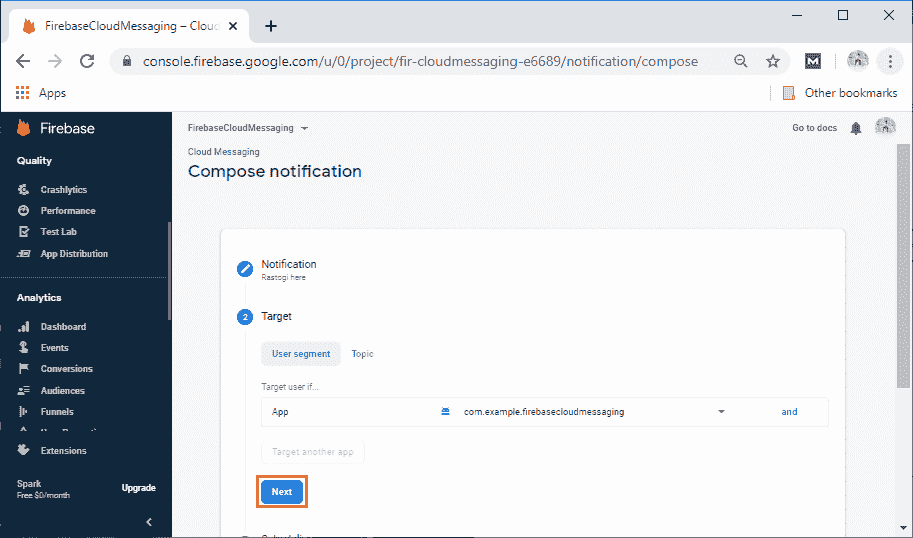 FirebaseCloudMessaging – Cloud
console.firebase.google.com/u/0/project/fir-cloudmessaging-e6689/notification/compose
Apps
Other bookmarks
Firebase
FirebaseCloudMessaging
Go to docs
Cloud Messaging
Compose notification
Quality
Crashlytics
Performance
Test Lab
App Distribution
Analytics
Dashboard
Events
Conversions
Audiences
Funnels
Extensions
Spark
Free $0/month
Upgrade
Notification
Rastogi here
2
Target
User segment
Topic
Target user if...
App
com.example.firebasecloudmessaging
and
Target another app
Next